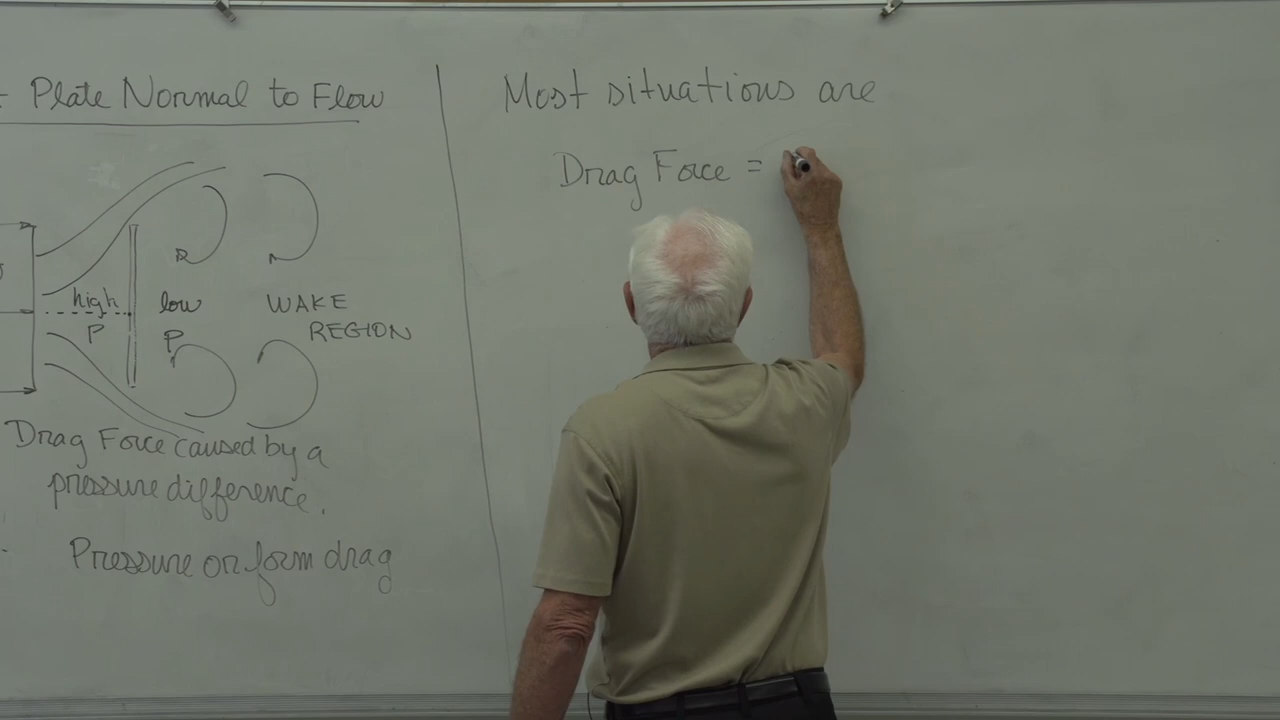 Plate Normal to Flow
high
P
low
P
WAKE
REGION
Drag Force caused by a
pressure difference.
Pressure or form drag
Most situations are
Drag Force =